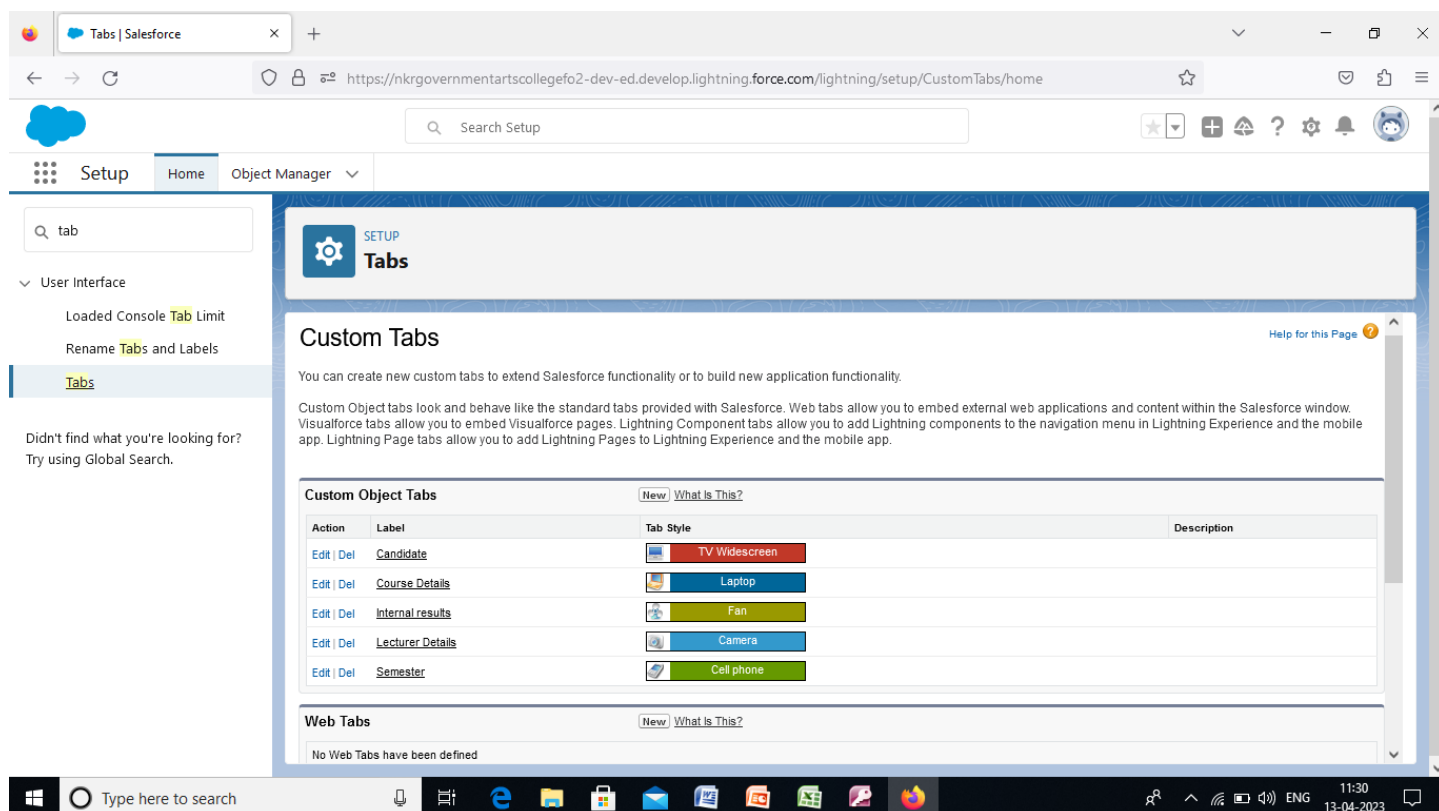 Tabs | Salesforce
https://nkrgovernmentartscollegefo2-dev-ed.develop.lightning.force.com/lightning/setup/CustomTabs/home
Search Setup
Setup
Home
Object Manager
tab
User Interface
Loaded Console Tab Limit
Rename Tabs and Labels
Tabs
Didn't find what you're looking for?
Try using Global Search.
SETUP
Tabs
Custom Tabs
Help for this Page
You can create new custom tabs to extend Salesforce functionality or to build new application functionality.
Custom Object tabs look and behave like the standard tabs provided with Salesforce. Web tabs allow you to embed external web applications and content within the Salesforce window.
Visualforce tabs allow you to embed Visualforce pages. Lightning Component tabs allow you to add Lightning components to the navigation menu in Lightning Experience and the mobile
app. Lightning Page tabs allow you to add Lightning Pages to Lightning Experience and the mobile app.
Custom Object Tabs New What Is This?
Action Label Tab Style Description
Edit | Del Candidate TV Widescreen
Edit | Del Course Details Laptop
Edit | Del Internal results Fan
Edit | Del Lecturer Details Camera
Edit | Del Semester Cell phone
Web Tabs New What Is This?
No Web Tabs have been defined
Type here to search
ENG
11:30
13-04-2023